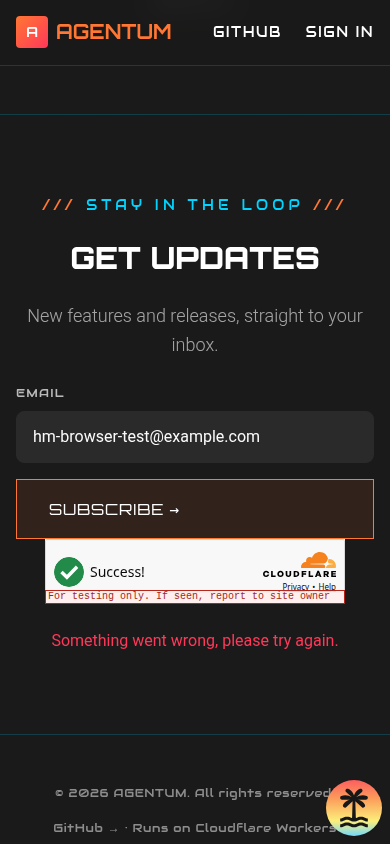 A AGENTUM GITHUB SIGN IN
/// STAY IN THE LOOP ///
GET UPDATES
New features and releases, straight to your
inbox.
EMAIL
hm-browser-test@example.com
SUBSCRIBE →
Success!
CLOUDFLARE
Privacy • Help
For testing only. If seen, report to site owner
Something went wrong, please try again.
© 2026 AGENTUM. All rights reserved
GitHub → · Runs on Cloudflare Workers